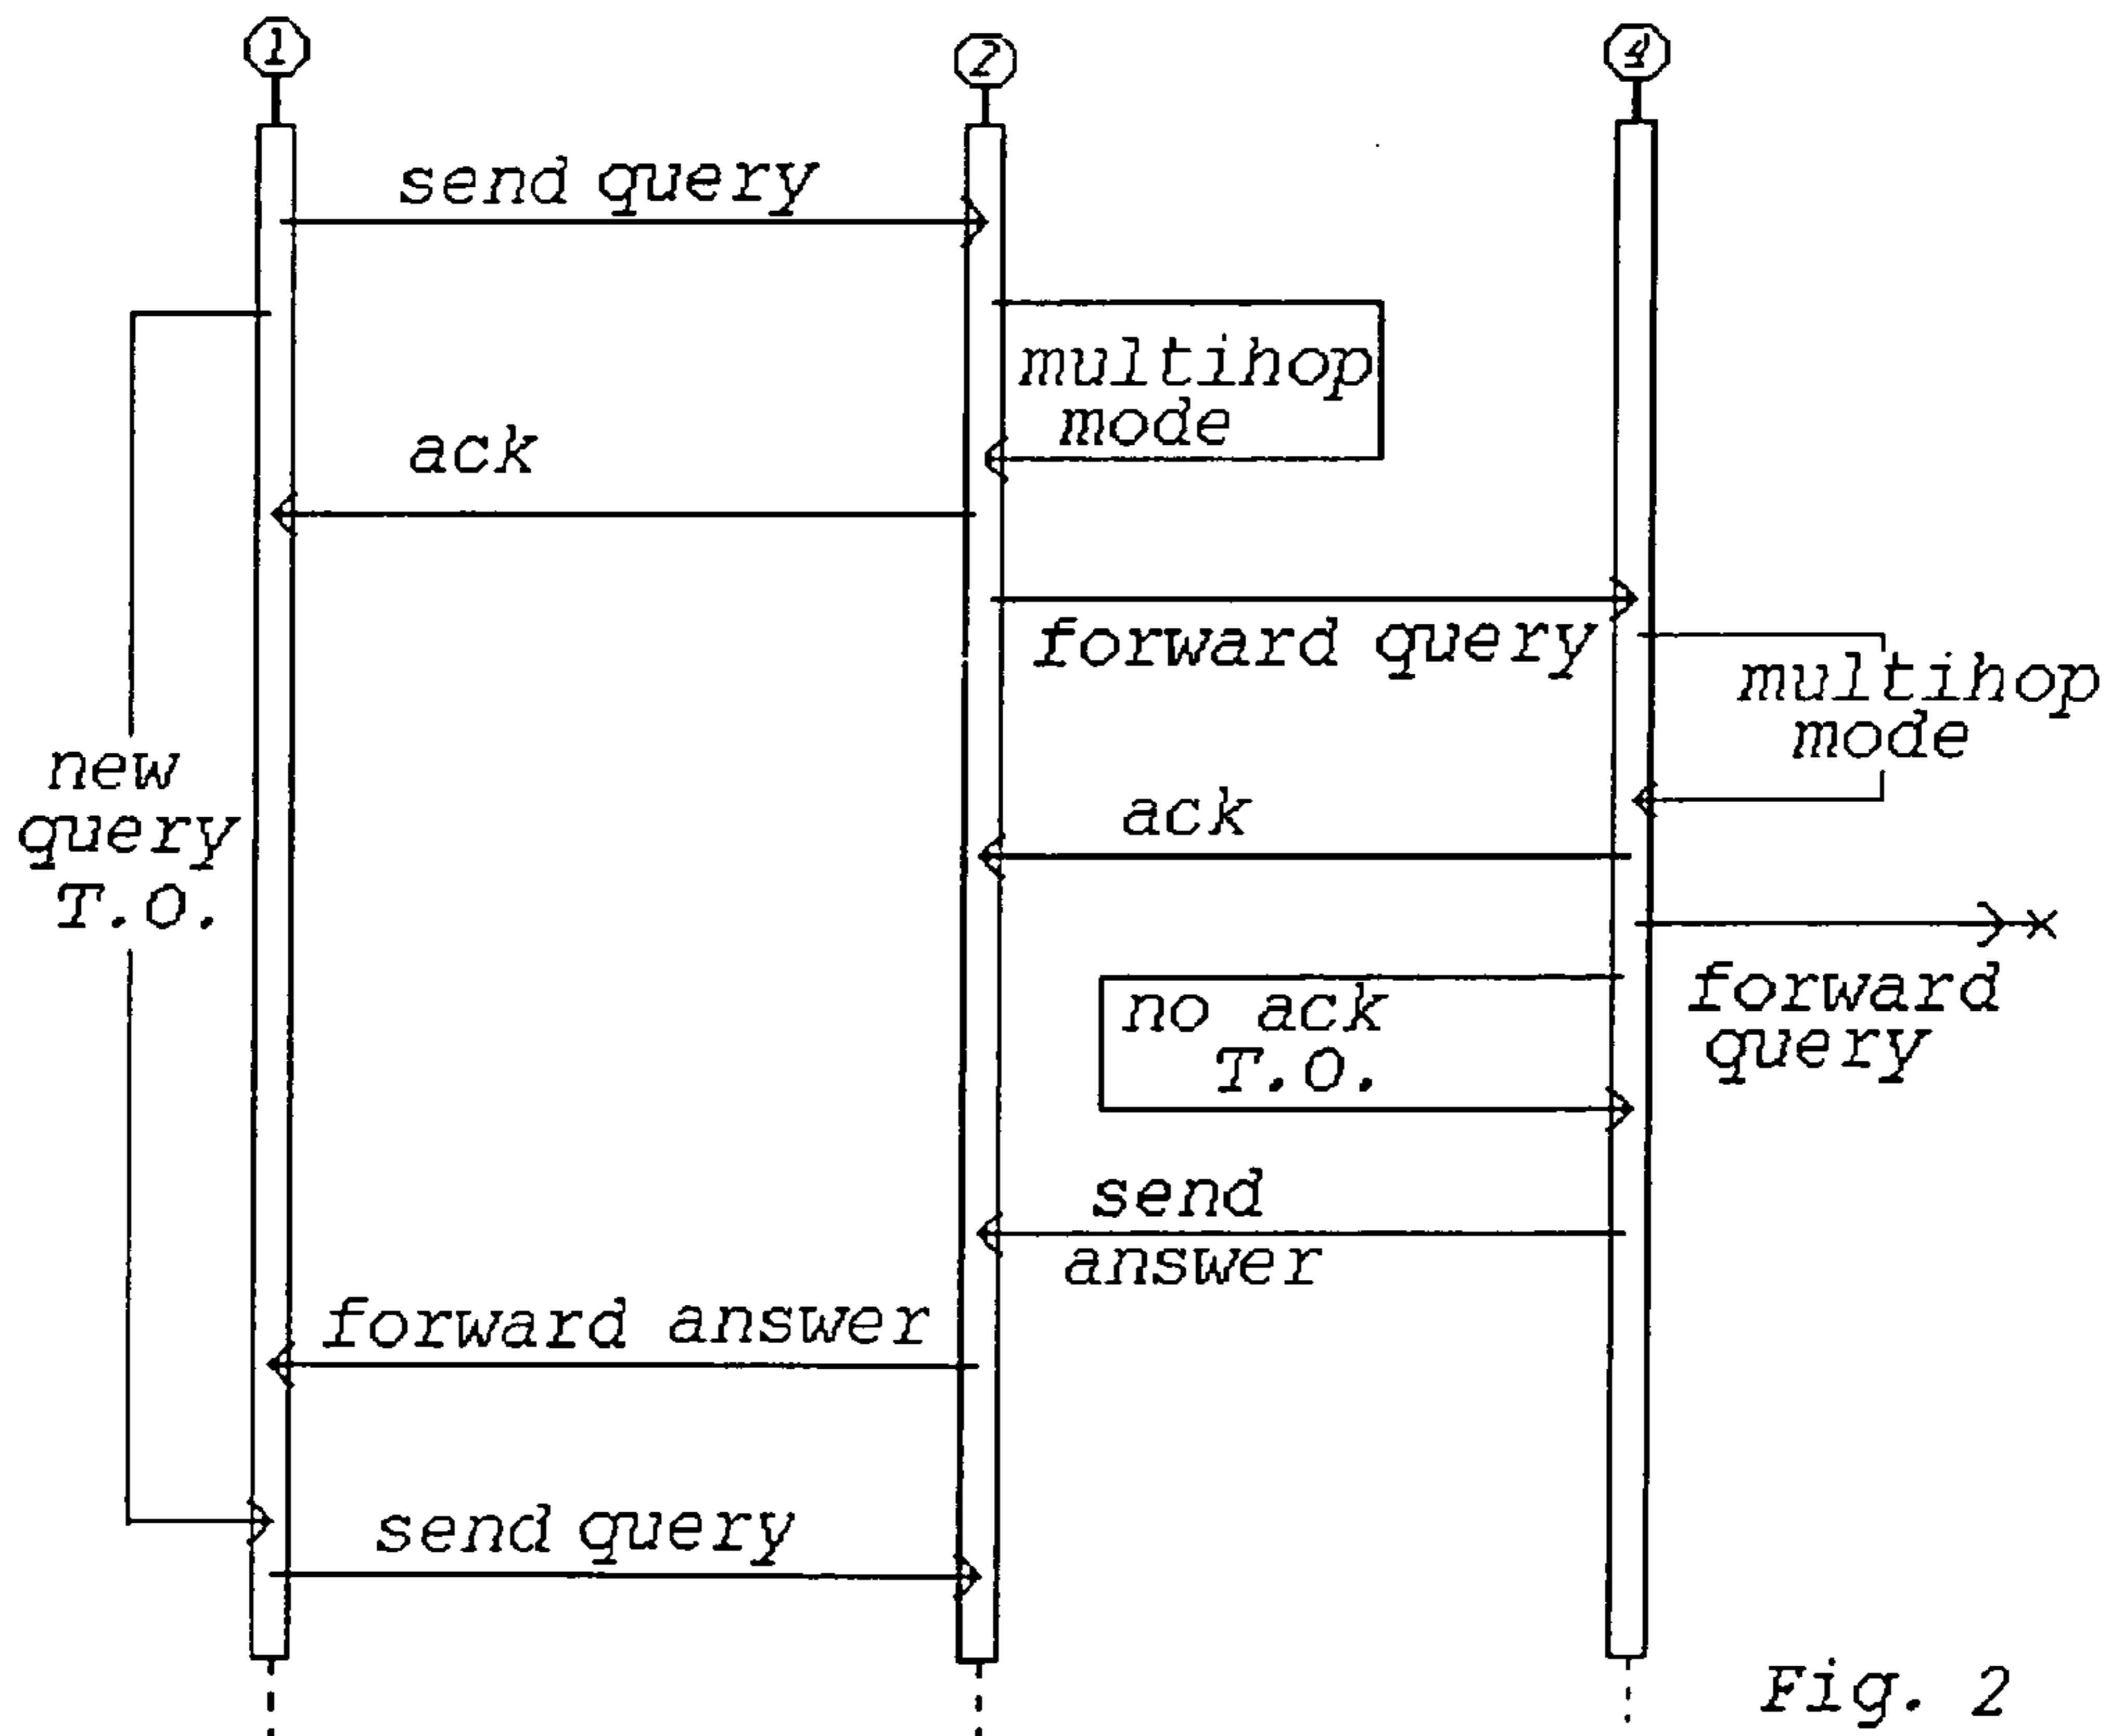 1
2
4
send query
multihop
mode
ack
forward query
multihop
mode
new
query
T.O.
ack
forward
query
no ack
T.O.
send
answer
forward answer
send query
Fig. 2